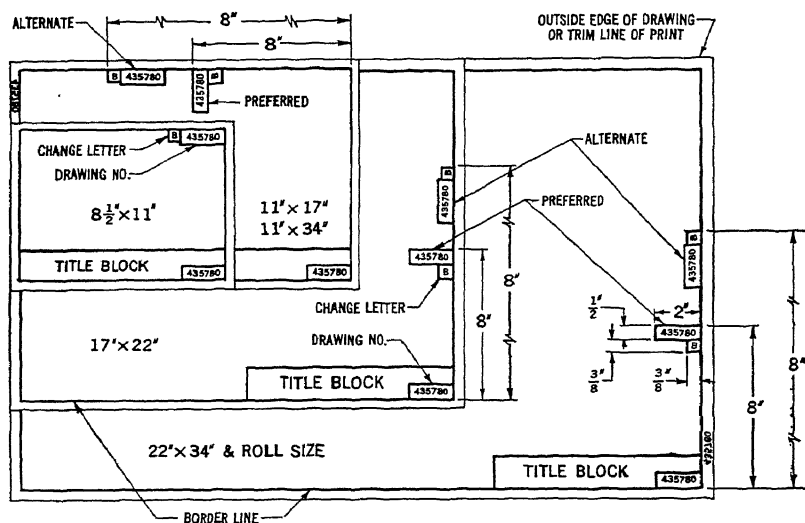 8"
ALTERNATE
8"
OUTSIDE EDGE OF DRAWING
OR TRIM LINE OF PRINT
B 435780
435780
B
PREFERRED
CHANGE LETTER
B 435780
DRAWING NO.
ALTERNATE
B
435780
PREFERRED
8 1/2" × 11"
11" × 17"
11" × 34"
435780
B
B
435780
TITLE BLOCK
435780
435780
CHANGE LETTER
8"
8"
1/2"
2"
435780
B
17" × 22"
DRAWING NO.
3/8"
3/8"
8"
8"
TITLE BLOCK
435780
22" × 34" & ROLL SIZE
TITLE BLOCK
435780
BORDER LINE